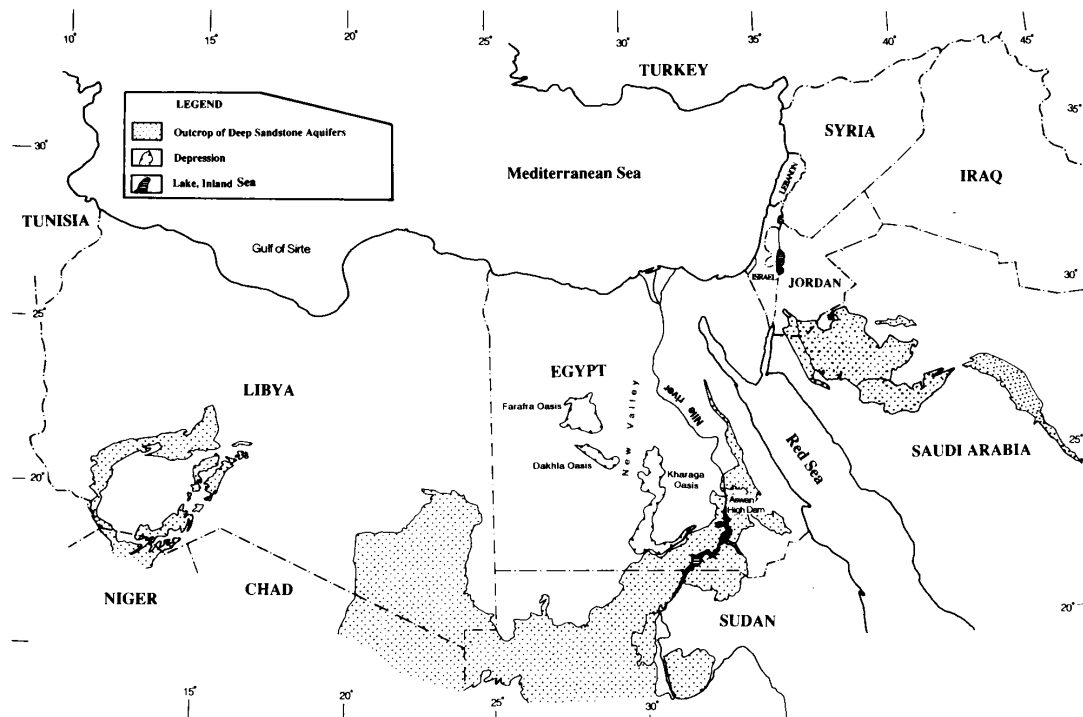 10°
15°
20°
25°
30°
35°
40°
45°
TURKEY
LEGEND
Outcrop of Deep Sandstone Aquifers
Depression
Lake, Inland Sea
35°
SYRIA
30°
Mediterranean Sea
LEBANON
IRAQ
TUNISIA
Gulf of Sirte
ISRAEL
JORDAN
30°
25°
LIBYA
EGYPT
Farafra Oasis
New Valley
Nile river
Red Sea
25°
SAUDI ARABIA
Dakhla Oasis
Kharaga
Oasis
20°
Aswan
High Dam
NIGER
CHAD
SUDAN
20°
15°
20°
25°
30°
35°
40°
45°